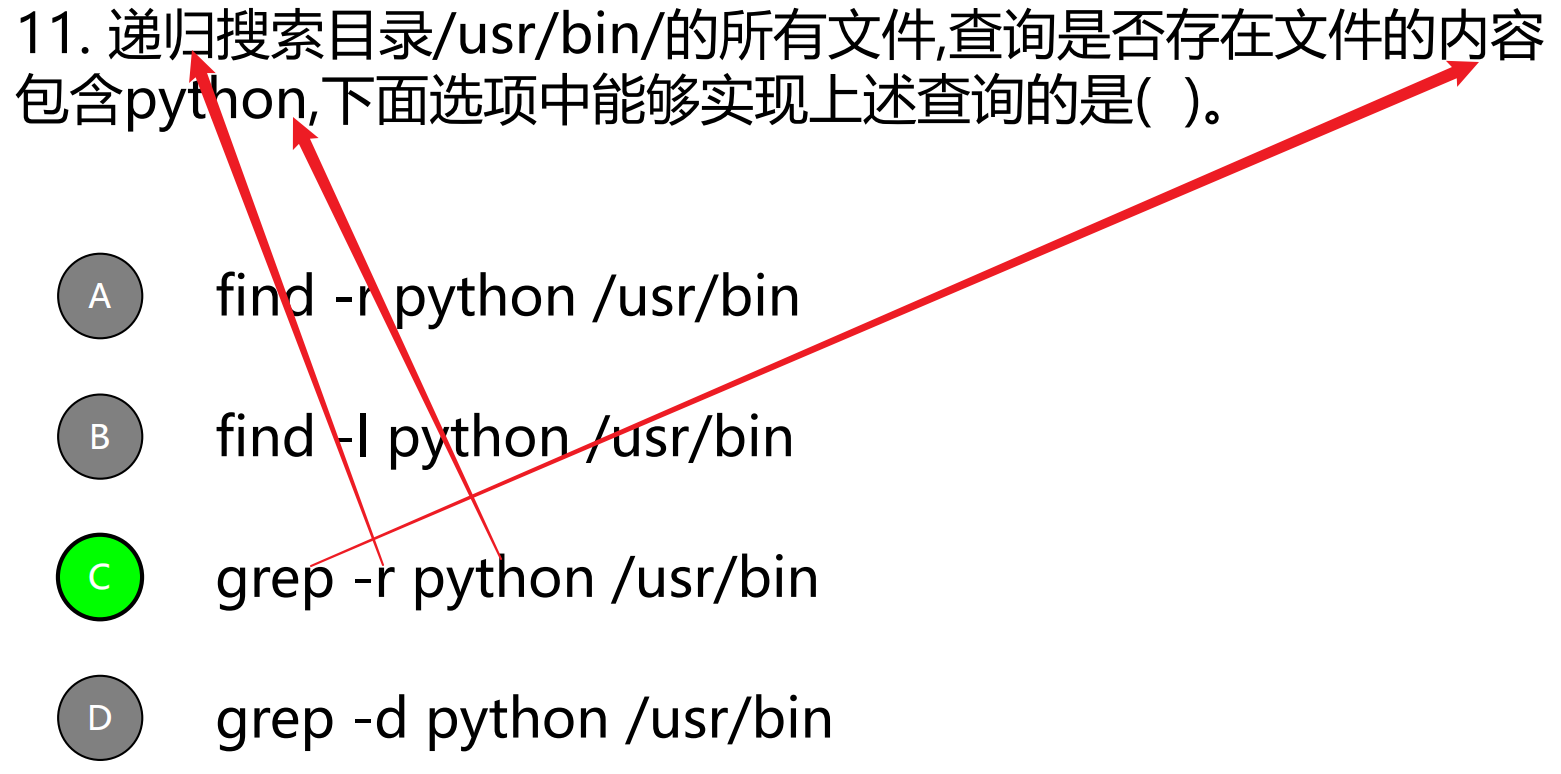 11. 递归搜索目录/usr/bin/的所有文件,查询是否存在文件的内容
包含python,下面选项中能够实现上述查询的是(  )。
A find -r python /usr/bin
B find -l python /usr/bin
C grep -r python /usr/bin
D grep -d python /usr/bin